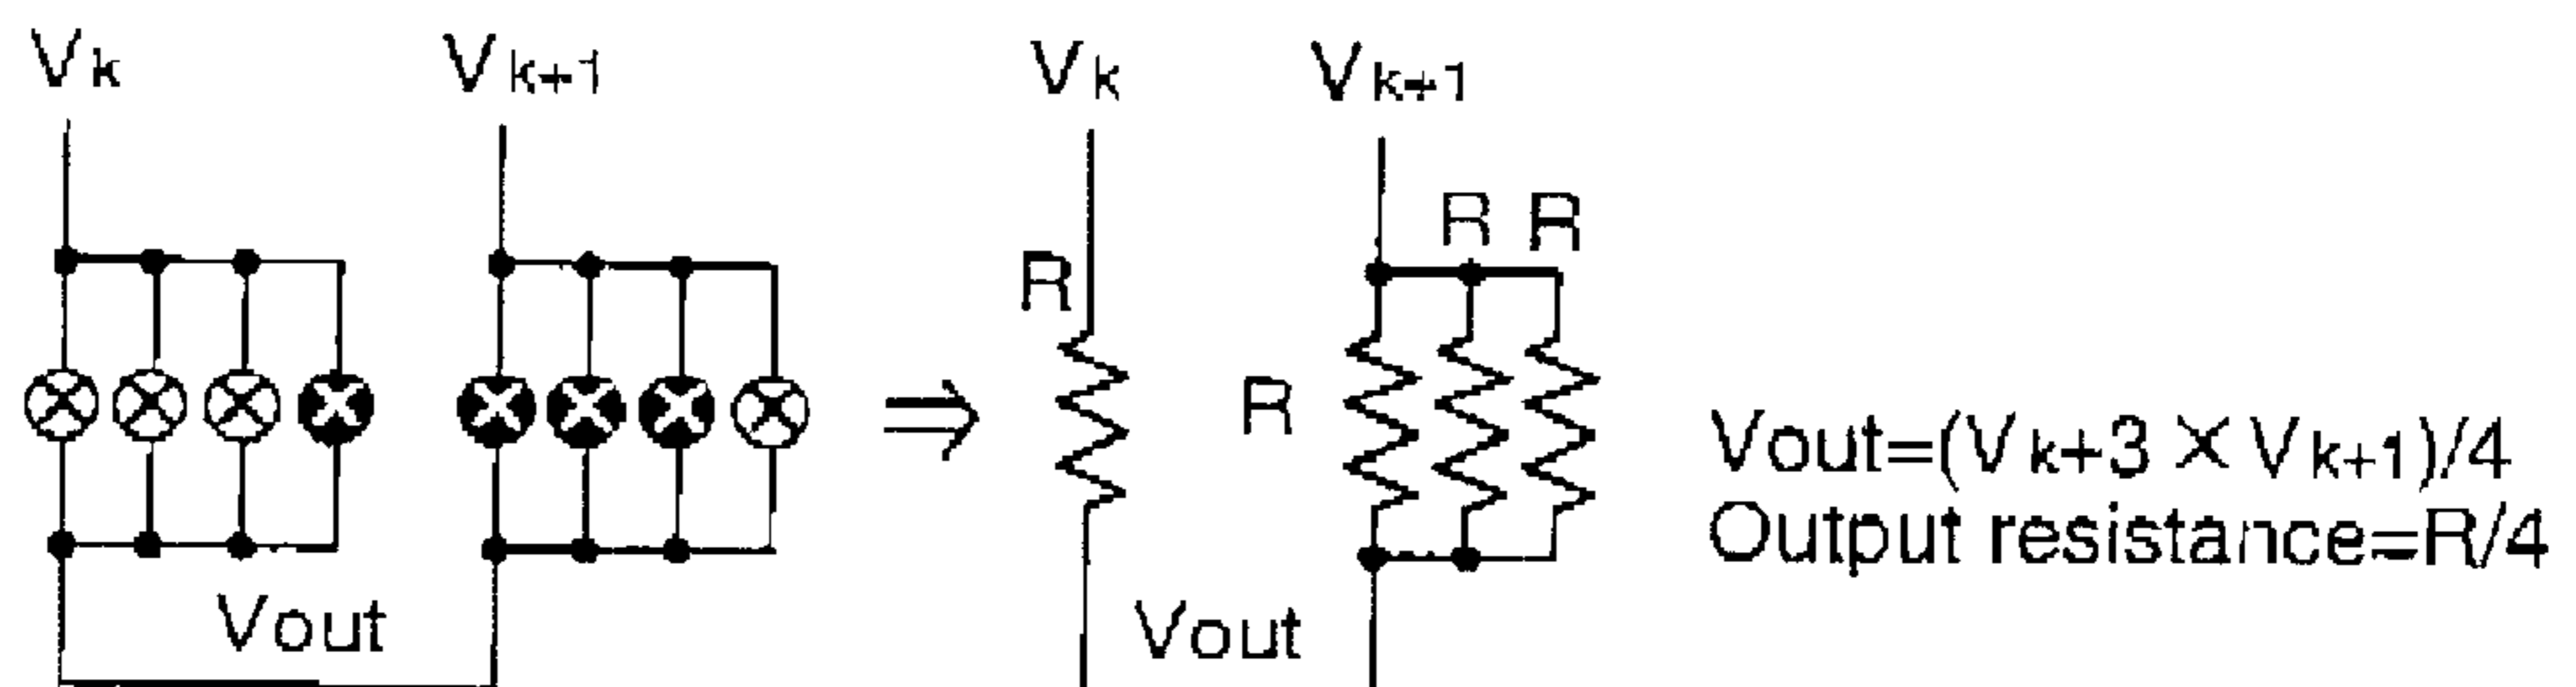 Vk Vk+1 Vk Vk+1
R R
R
R
Vout=(Vk+3×Vk+1)/4
Output resistance=R/4
Vout Vout